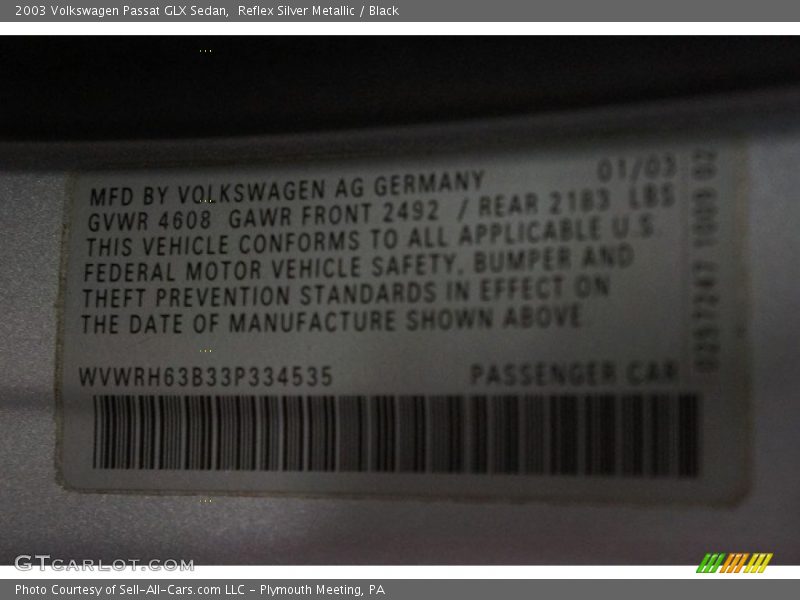 2003 Volkswagen Passat GLX Sedan,  Reflex Silver Metallic / Black
01/03
MFD BY VOLKSWAGEN AG GERMANY
GVWR 4608 GAWR FRONT 2492 / REAR 2183 LBS
THIS VEHICLE CONFORMS TO ALL APPLICABLE U.S
FEDERAL MOTOR VEHICLE SAFETY, BUMPER AND
THEFT PREVENTION STANDARDS IN EFFECT ON
THE DATE OF MANUFACTURE SHOWN ABOVE
WVWRH63B33P334535 PASSENGER CAR
GTcarlot.com
Photo Courtesy of Sell-All-Cars.com LLC - Plymouth Meeting, PA